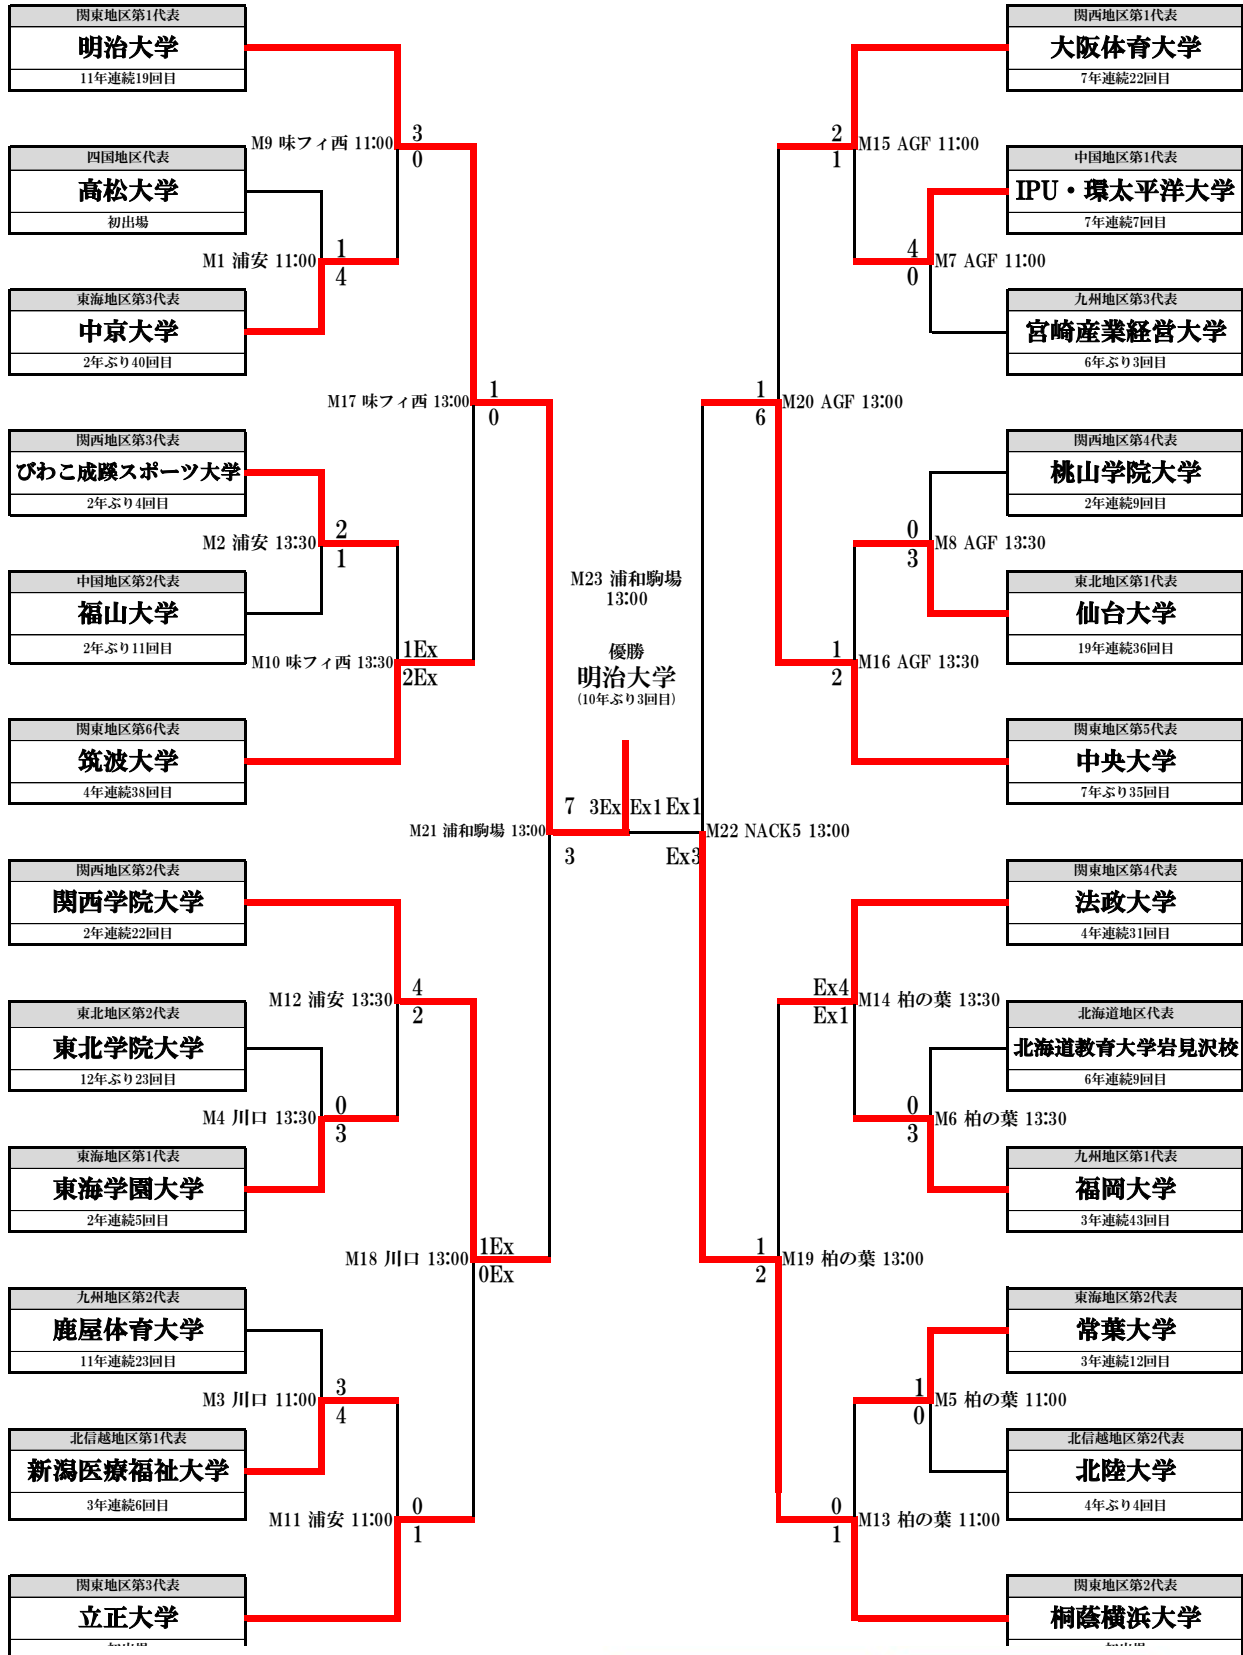 関東地区第1代表
明治大学
11年連続19回目
M9 味フィ西 11:00
3
0
四国地区代表
高松大学
初出場
M1 浦安 11:00
1
4
東海地区第3代表
中京大学
2年ぶり40回目
M17 味フィ西 13:00
1
0
関西地区第3代表
びわこ成蹊スポーツ大学
2年ぶり4回目
M2 浦安 13:30
2
1
中国地区第2代表
福山大学
2年ぶり11回目
M10 味フィ西 13:30
1Ex
2Ex
関東地区第6代表
筑波大学
4年連続38回目
M21 浦和駒場 13:00
7
3
関西地区第2代表
関西学院大学
2年連続22回目
M12 浦安 13:30
4
2
東北地区第2代表
東北学院大学
12年ぶり23回目
M4 川口 13:30
0
3
東海地区第1代表
東海学園大学
2年連続5回目
M18 川口 13:00
1Ex
0Ex
九州地区第2代表
鹿屋体育大学
11年連続23回目
M3 川口 11:00
3
4
北信越地区第1代表
新潟医療福祉大学
3年連続6回目
M11 浦安 11:00
0
1
関東地区第3代表
立正大学
M23 浦和駒場
13:00
優勝
明治大学
(10年ぶり3回目)
3Ex
Ex1
関西地区第1代表
大阪体育大学
7年連続22回目
2
1
M15 AGF 11:00
中国地区第1代表
IPU・環太平洋大学
7年連続7回目
4
0
M7 AGF 11:00
九州地区第3代表
宮崎産業経営大学
6年ぶり3回目
1
6
M20 AGF 13:00
関西地区第4代表
桃山学院大学
2年連続9回目
0
3
M8 AGF 13:30
東北地区第1代表
仙台大学
19年連続36回目
1
2
M16 AGF 13:30
関東地区第5代表
中央大学
7年ぶり35回目
Ex1
Ex3
M22 NACK5 13:00
関東地区第4代表
法政大学
4年連続31回目
Ex4
Ex1
M14 柏の葉 13:30
北海道地区代表
北海道教育大学岩見沢校
6年連続9回目
0
3
M6 柏の葉 13:30
九州地区第1代表
福岡大学
3年連続43回目
1
2
M19 柏の葉 13:00
東海地区第2代表
常葉大学
3年連続12回目
1
0
M5 柏の葉 11:00
北信越地区第2代表
北陸大学
4年ぶり4回目
0
1
M13 柏の葉 11:00
関東地区第2代表
桐蔭横浜大学